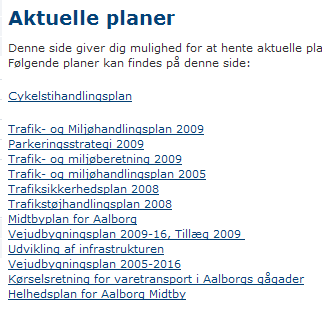 Aktuelle planer
Denne side giver dig mulighed for at hente aktuelle pla
Følgende planer kan findes på denne side:
Cykelstihandlingsplan
Trafik- og Miljøhandlingsplan 2009
Parkeringsstrategi 2009
Trafik- og miljøberetning 2009
Trafik- og miljøhandlingsplan 2005
Trafiksikkerhedsplan 2008
Trafikstøjhandlingsplan 2008
Midtbyplan for Aalborg
Vejudbygningsplan 2009-16, Tillæg 2009
Udvikling af infrastrukturen
Vejudbygningsplan 2005-2016
Kørselsretning for varetransport i Aalborgs gågader
Helhedsplan for Aalborg Midtby